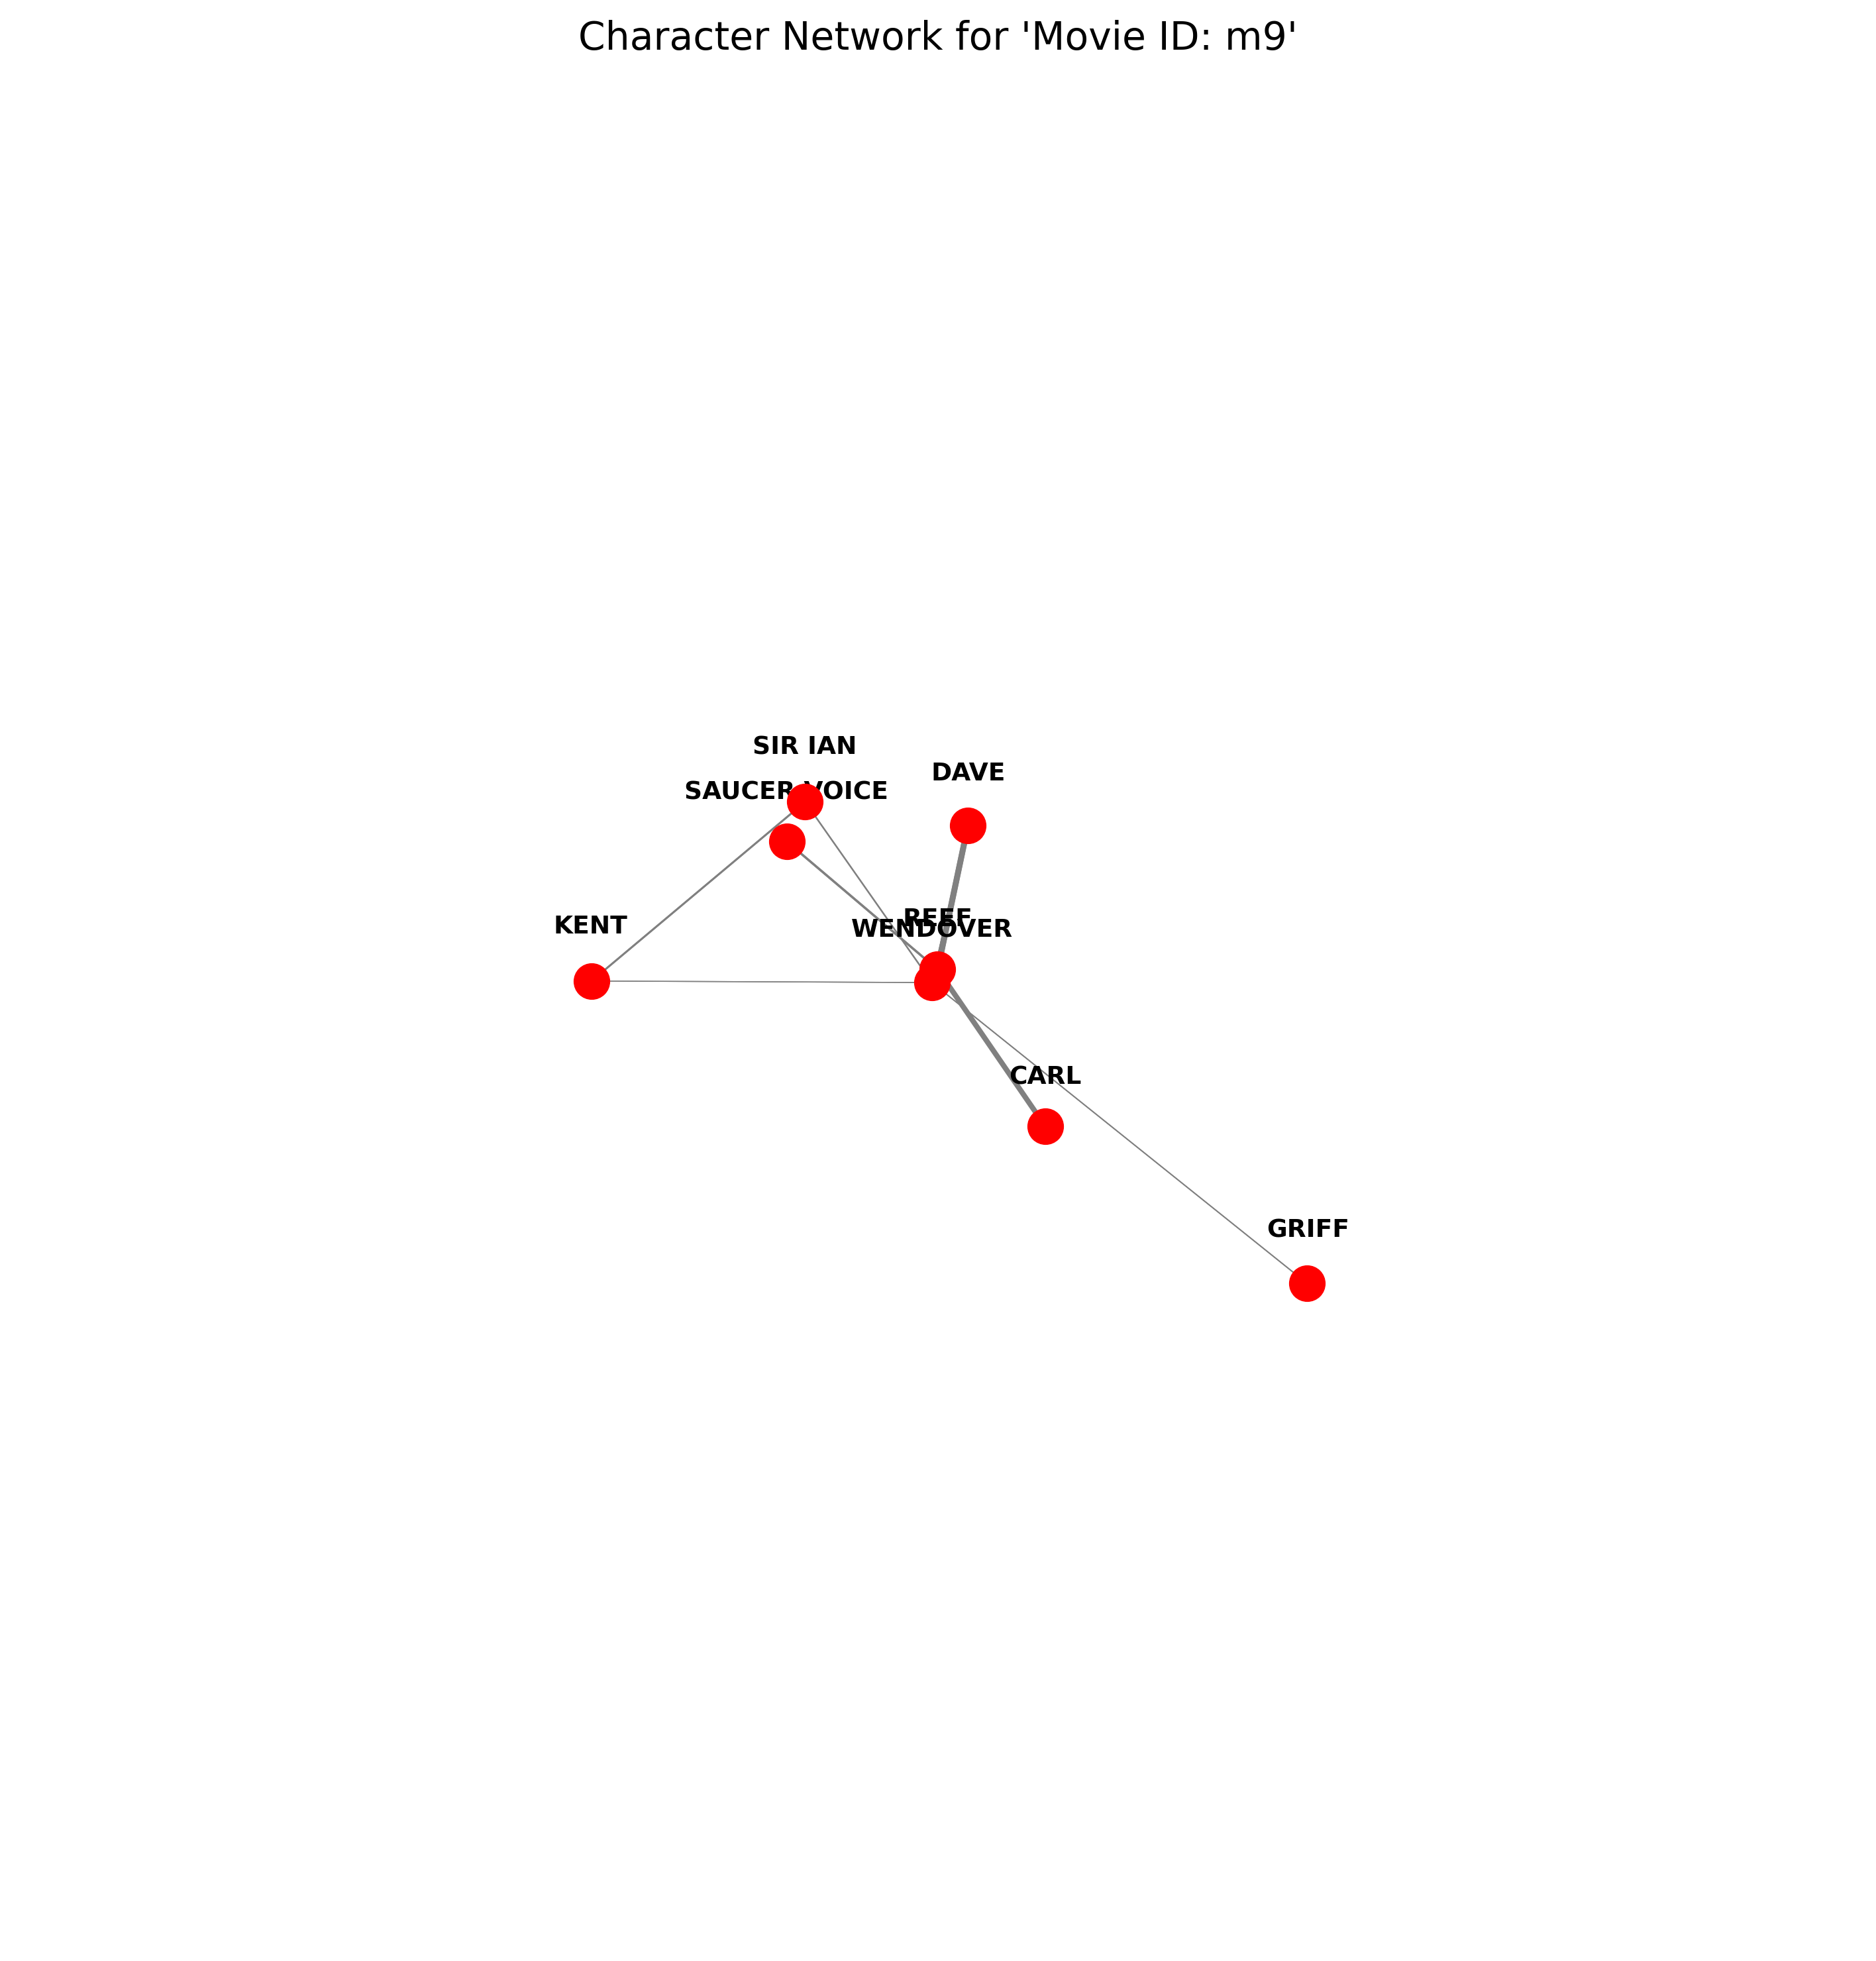 Character Network for 'Movie ID: m9'
SIR IAN
DAVE
SAUCER VOICE
REEF
KENT
WENDOVER
CARL
GRIFF